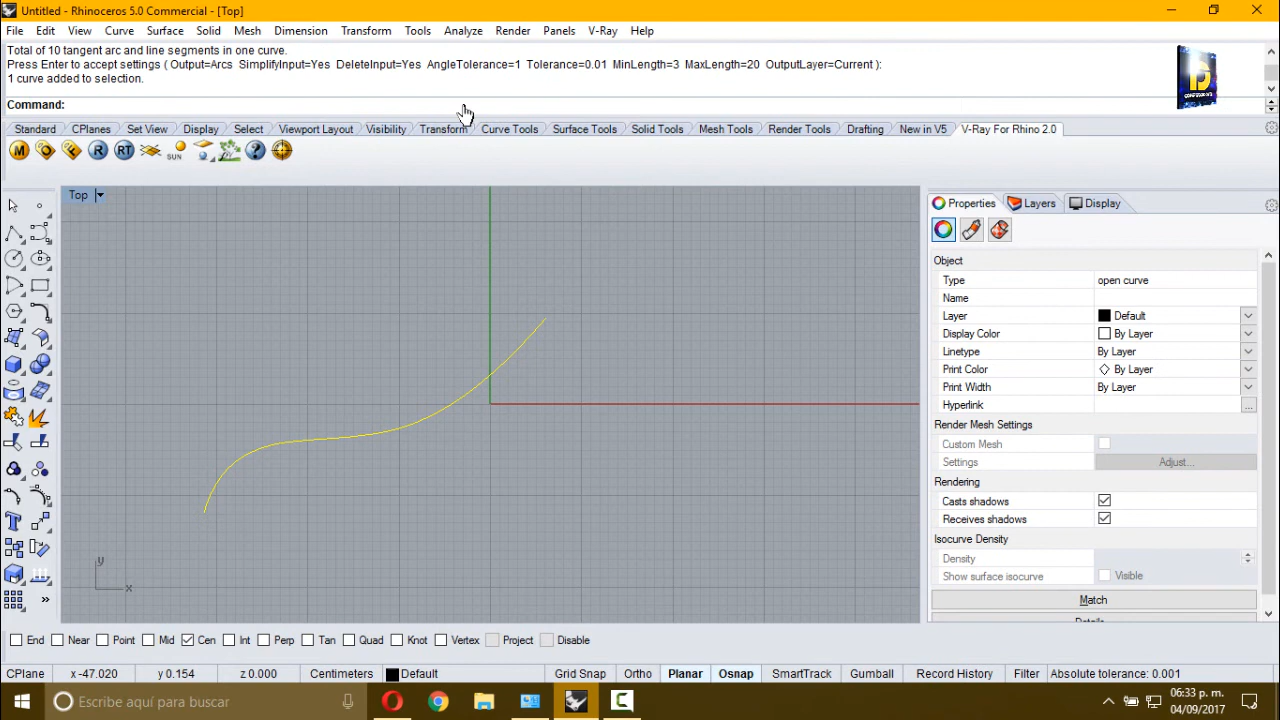 Untitled - Rhinoceros 5.0 Commercial - [Top]
File Edit View Curve Surface Solid Mesh Dimension Transform Tools Analyze Render Panels V-Ray Help
Total of 10 tangent arc and line segments in one curve.
Press Enter to accept settings ( Output=Arcs SimplifyInput=Yes DeleteInput=Yes AngleTolerance=1 Tolerance=0.01 MinLength=3 MaxLength=20 OutputLayer=Current ):
1 curve added to selection.
Command:
Standard CPlanes Set View Display Select Viewport Layout Visibility Transform Curve Tools Surface Tools Solid Tools Mesh Tools Render Tools Drafting New in V5 V-Ray For Rhino 2.0
M R RT SUN ?
Top
Properties Layers Display
Object
Type open curve
Name
Layer Default
Display Color By Layer
Linetype By Layer
Print Color By Layer
Print Width By Layer
Hyperlink ...
Render Mesh Settings
Custom Mesh
Settings Adjust...
Rendering
Casts shadows
Receives shadows
Isocurve Density
Density
Show surface isocurve Visible
Match
y
x
End Near Point Mid Cen Int Perp Tan Quad Knot Vertex Project Disable
CPlane x -47.020 y 0.154 z 0.000 Centimeters Default Grid Snap Ortho Planar Osnap SmartTrack Gumball Record History Filter Absolute tolerance: 0.001
Escribe aquí para buscar
06:33 p. m.
04/09/2017